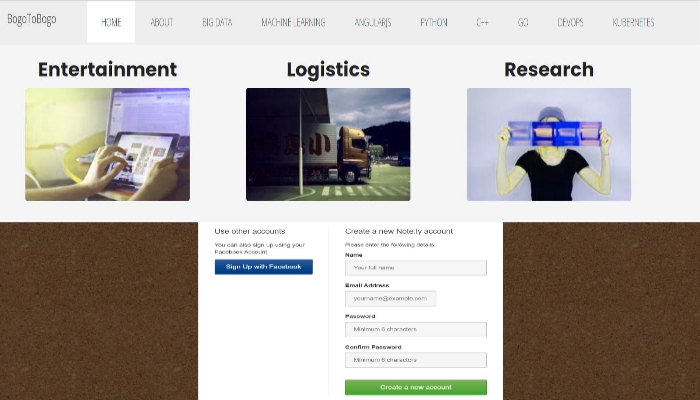 BogoToBogo
HOME ABOUT BIG DATA MACHINE LEARNING ANGULARJS PYTHON C++ GO DEVOPS KUBERNETES
Entertainment Logistics Research
Use other accounts
You can also sign up using your
Facebook Account
Sign Up with Facebook
Create a new Note.ly account
Please enter the following details:
Name
Your full name
Email Address
yourname@example.com
Password
Minimum 6 characters
Confirm Password
Minimum 6 characters
Create a new account